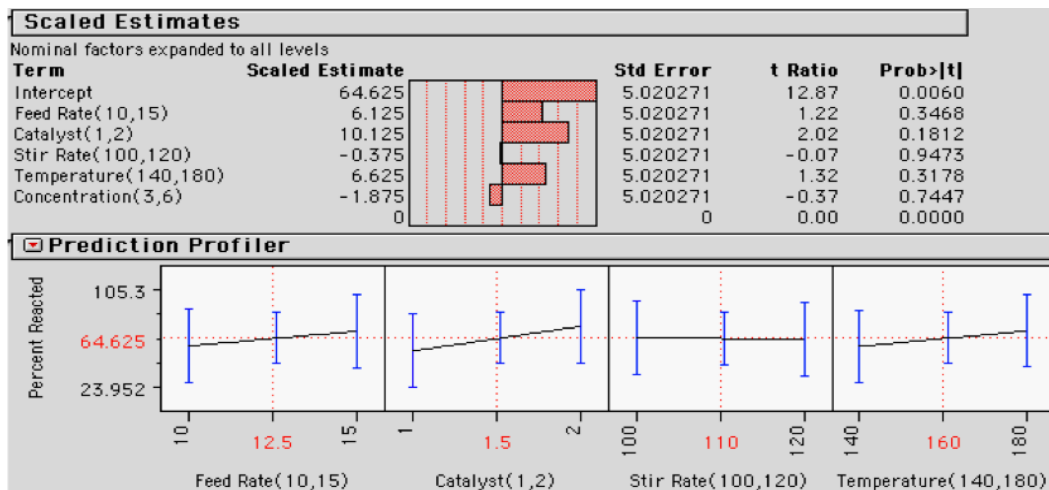 Scaled Estimates
Nominal factors expanded to all levels
Term Scaled Estimate Std Error t Ratio Prob>|t|
Intercept 64.625 5.020271 12.87 0.0060
Feed Rate(10,15) 6.125 5.020271 1.22 0.3468
Catalyst(1,2) 10.125 5.020271 2.02 0.1812
Stir Rate(100,120) -0.375 5.020271 -0.07 0.9473
Temperature(140,180) 6.625 5.020271 1.32 0.3178
Concentration(3,6) -1.875 5.020271 -0.37 0.7447
0 0 0.00 0.0000
Prediction Profiler
Percent Reacted
105.3
64.625
23.952
10 12.5 15 1 1.5 2 100 110 120 140 160 180
Feed Rate(10,15) Catalyst(1,2) Stir Rate(100,120) Temperature(140,180)